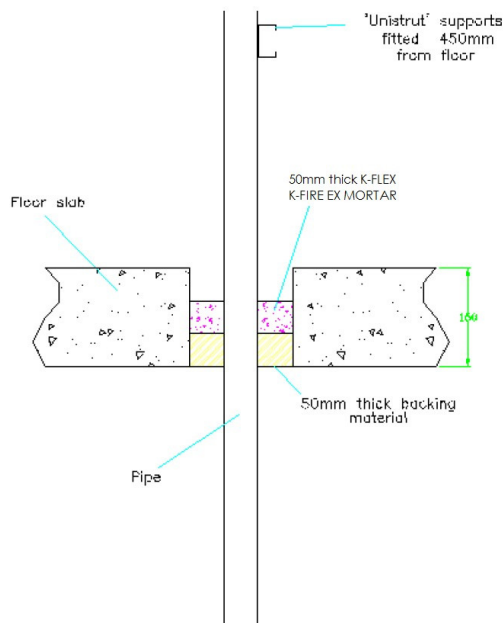 'Unistrut' supports
fitted 450mm
from floor
50mm thick K-FLEX
K-FIRE EX MORTAR
Floor slab
160
50mm thick backing
material
Pipe